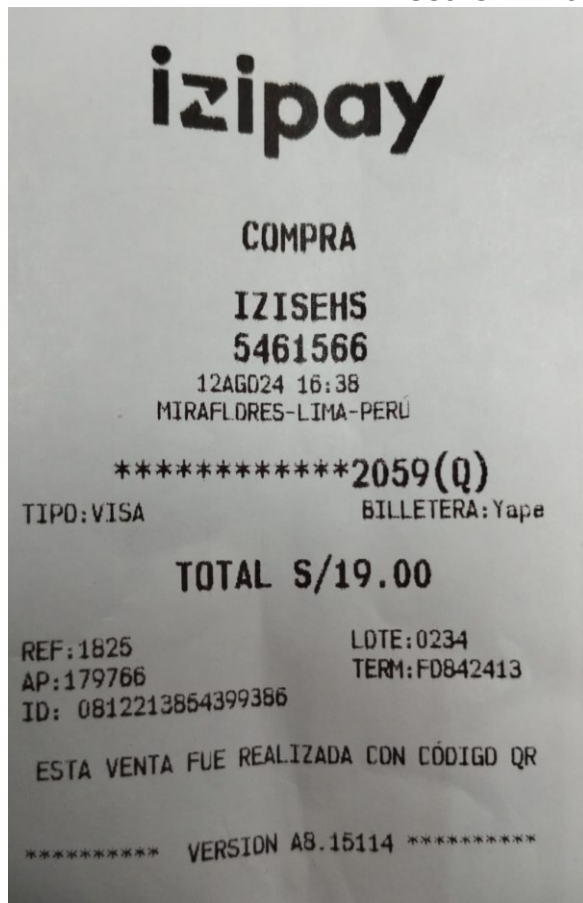 izipay
COMPRA
IZISEHS
5461566
12AGO24 16:38
MIRAFLORES-LIMA-PERÚ
************2059(Q)
TIPO:VISA BILLETERA:Yape
TOTAL S/19.00
REF:1825 LOTE:0234
AP:179766 TERM:FD842413
ID: 0812213854399386
ESTA VENTA FUE REALIZADA CON CÓDIGO QR
********** VERSION A8.15114 **********